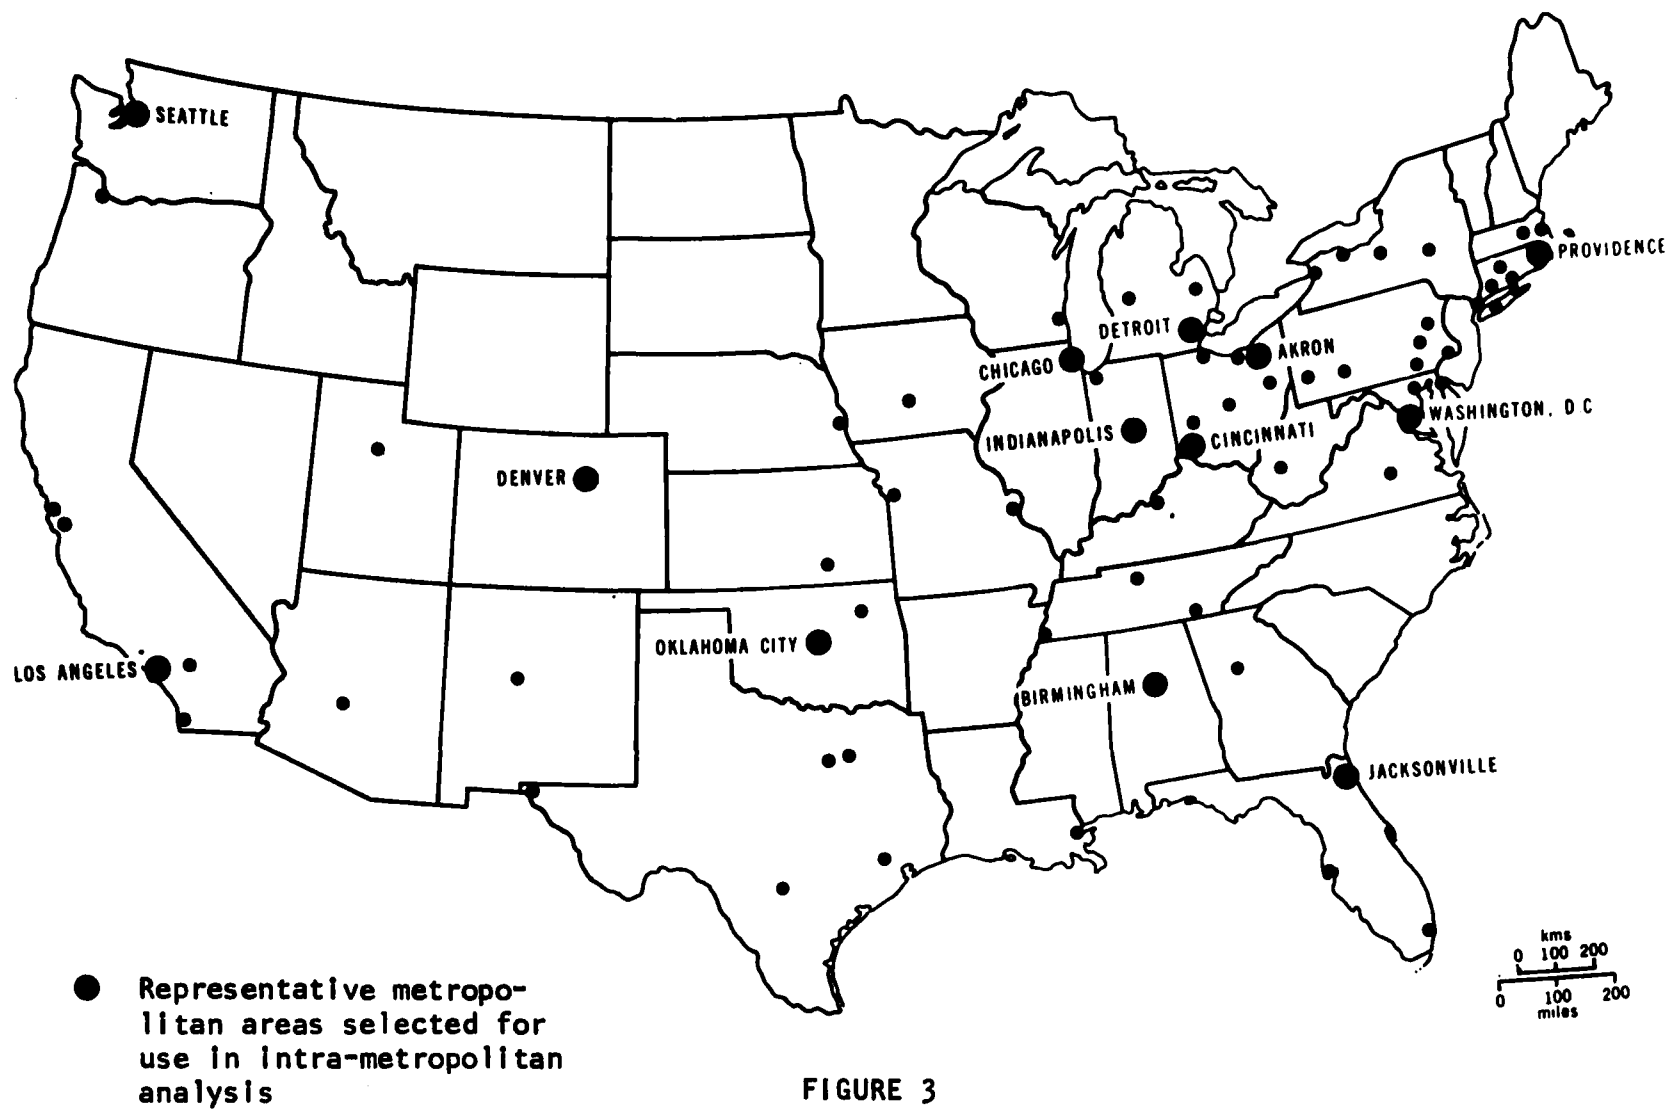 SEATTLE
PROVIDENCE
DETROIT
AKRON
CHICAGO
WASHINGTON, D C
INDIANAPOLIS
CINCINNATI
DENVER
OKLAHOMA CITY
LOS ANGELES
BIRMINGHAM
JACKSONVILLE
kms
0 100 200
0 100 200
miles
Representative metropo-
litan areas selected for
use in intra-metropolitan
analysis
FIGURE 3